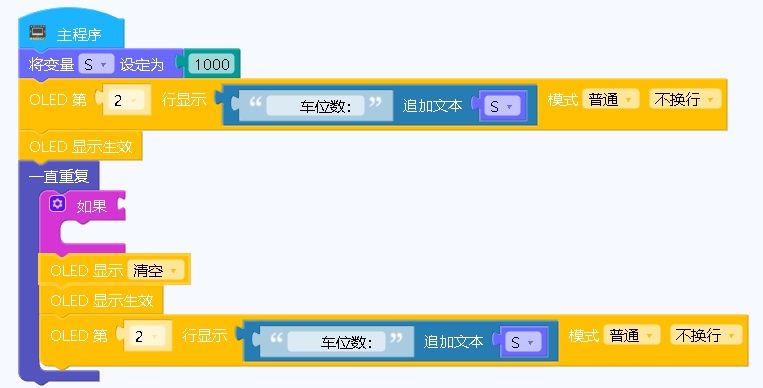 主程序
将变量 S 设定为 1000
OLED 第 2 行显示 “ 车位数: ” 追加文本 S 模式 普通 不换行
OLED 显示生效
一直重复
如果
OLED 显示 清空
OLED 显示生效
OLED 第 2 行显示 “ 车位数: ” 追加文本 S 模式 普通 不换行